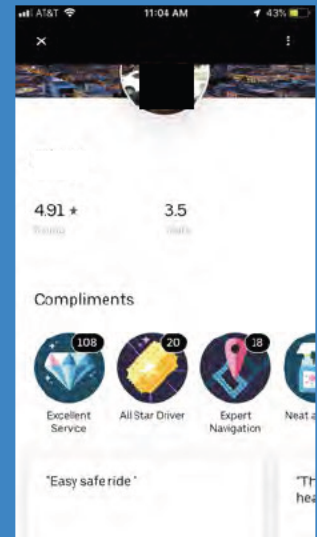 AT&T 11:04 AM 43%
×
4.91 ★ 3.5
Rating
Compliments
108 20 18
Excellent Service
All Star Driver
Expert Navigation
Neat a
"Easy safe ride"
"Th
hea